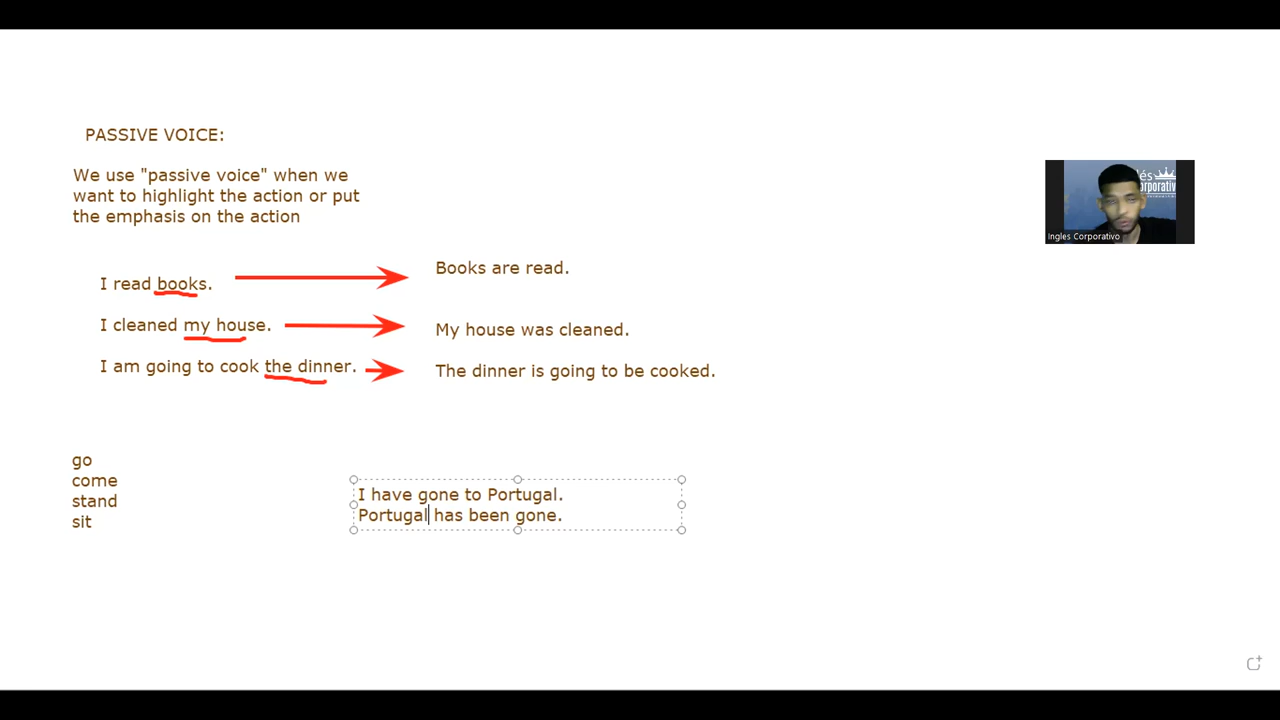 PASSIVE VOICE:
We use "passive voice" when we
want to highlight the action or put
the emphasis on the action
I read books.
Books are read.
I cleaned my house.
My house was cleaned.
I am going to cook the dinner.
The dinner is going to be cooked.
go
come
stand
sit
I have gone to Portugal.
Portugal has been gone.
Ingles Corporativo